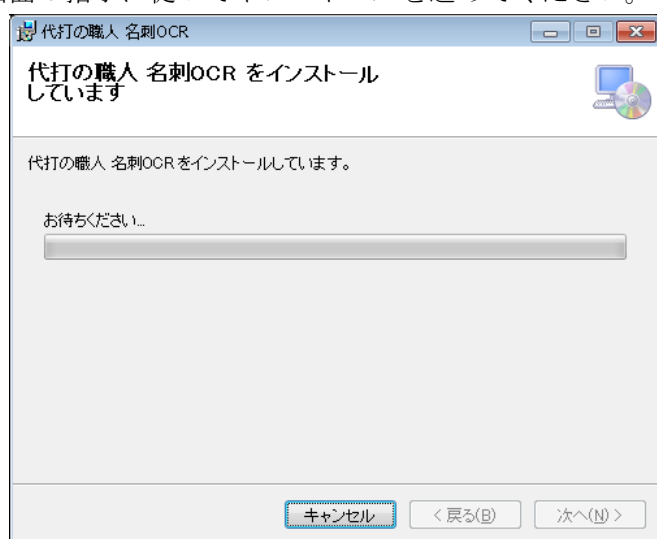 代打の職人 名刺OCR
代打の職人 名刺OCR をインストール
しています
代打の職人 名刺OCRをインストールしています。
お待ちください...
キャンセル
< 戻る(B)
次へ(N) >